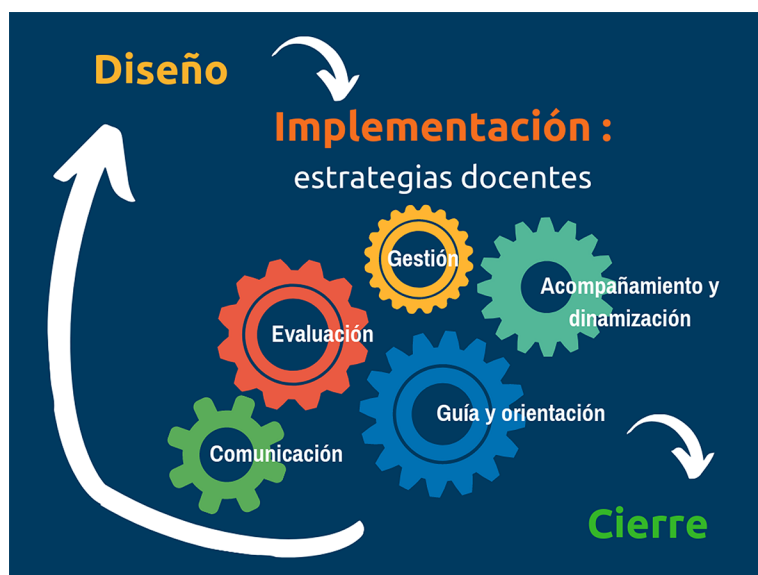 Diseño
Implementación :
estrategias docentes
Gestión
Acompañamiento y
dinamización
Evaluación
Guía y orientación
Comunicación
Cierre